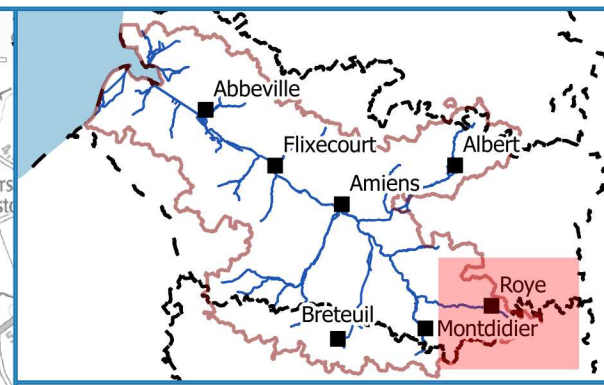 Abbeville
Flixecourt
Albert
Amiens
Roye
Breteuil
Montdidier